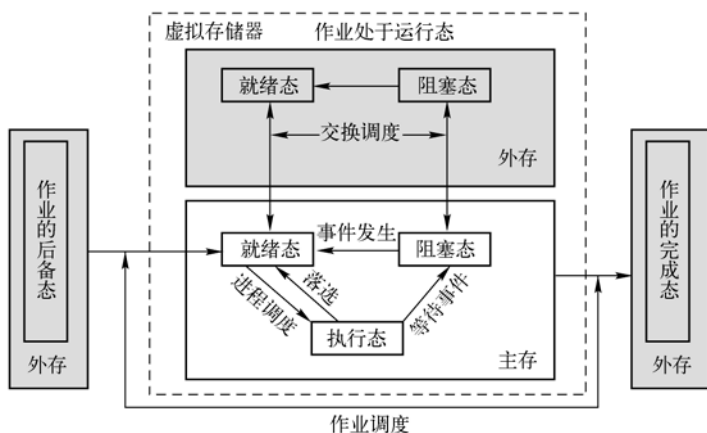 虚拟存储器
作业处于运行态
就绪态
阻塞态
交换调度
外存
作业的后备态
外存
作业的完成态
外存
就绪态
事件发生
阻塞态
进程调度
落选
等待事件
执行态
主存
作业调度